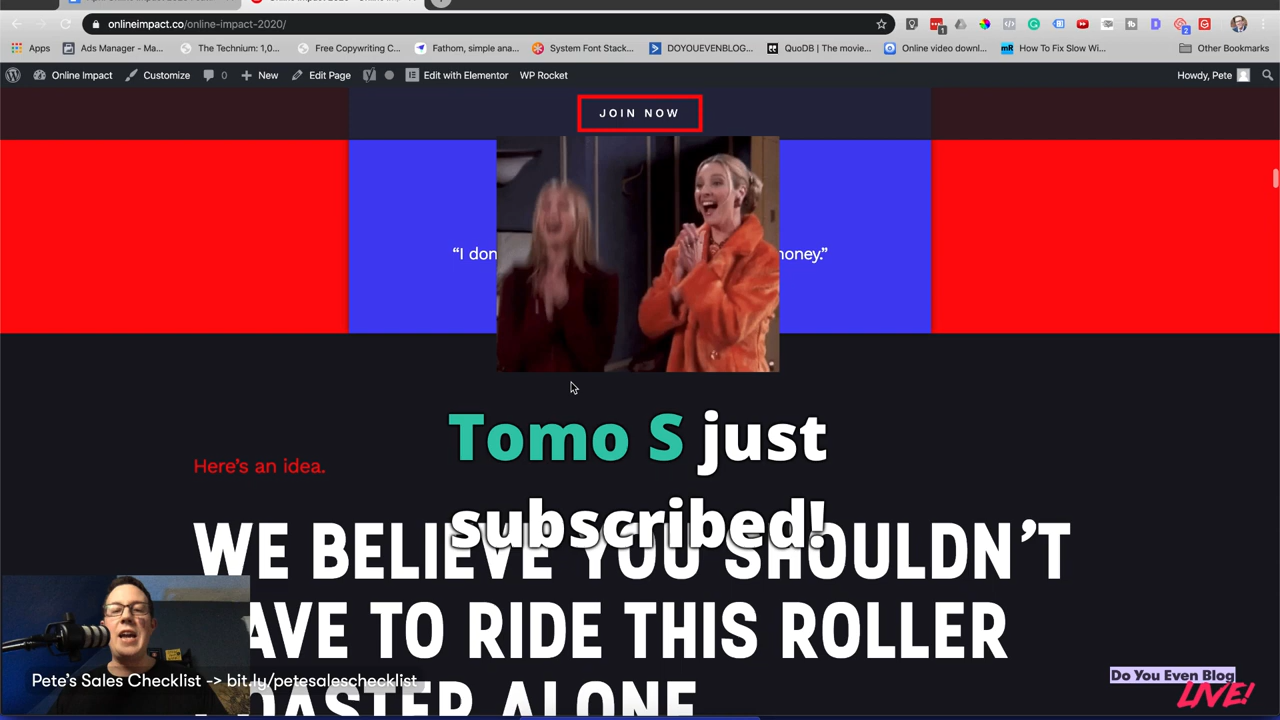 onlineimpact.co/online-impact-2020/
Apps
Ads Manager - Ma...
The Technium: 1,0...
Free Copywriting C...
Fathom, simple ana...
System Font Stack...
DOYOUEVENBLOG...
QuoDB | The movie...
Online video downl...
How To Fix Slow Wi...
Other Bookmarks
Online Impact
Customize
0
New
Edit Page
Edit with Elementor
WP Rocket
Howdy, Pete
JOIN NOW
“I don
money.”
Tomo S just
subscribed!
Here’s an idea.
WE BELIEVE YOU SHOULDN’T
AVE TO RIDE THIS ROLLER
OASTER ALONE
Pete’s Sales Checklist -> bit.ly/petesaleschecklist
Do You Even Blog
LIVE!